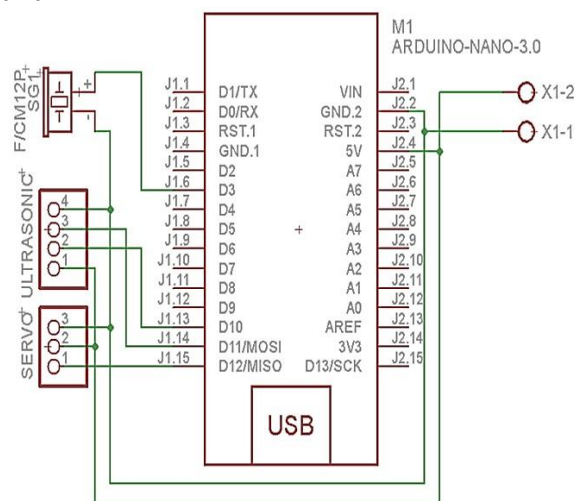 M1
ARDUINO-NANO-3.0
F/CM12P
SG1
+
-
ULTRASONIC
4
3
2
1
SERVO
3
2
1
J1.1 D1/TX VIN J2.1
J1.2 D0/RX GND.2 J2.2
J1.3 RST.1 RST.2 J2.3
J1.4 GND.1 5V J2.4
J1.5 D2 A7 J2.5
J1.6 D3 A6 J2.6
J1.7 D4 A5 J2.7
J1.8 D5 A4 J2.8
J1.9 D6 A3 J2.9
J1.10 D7 A2 J2.10
J1.11 D8 A1 J2.11
J1.12 D9 A0 J2.12
J1.13 D10 AREF J2.13
J1.14 D11/MOSI 3V3 J2.14
J1.15 D12/MISO D13/SCK J2.15
X1-2
X1-1
USB